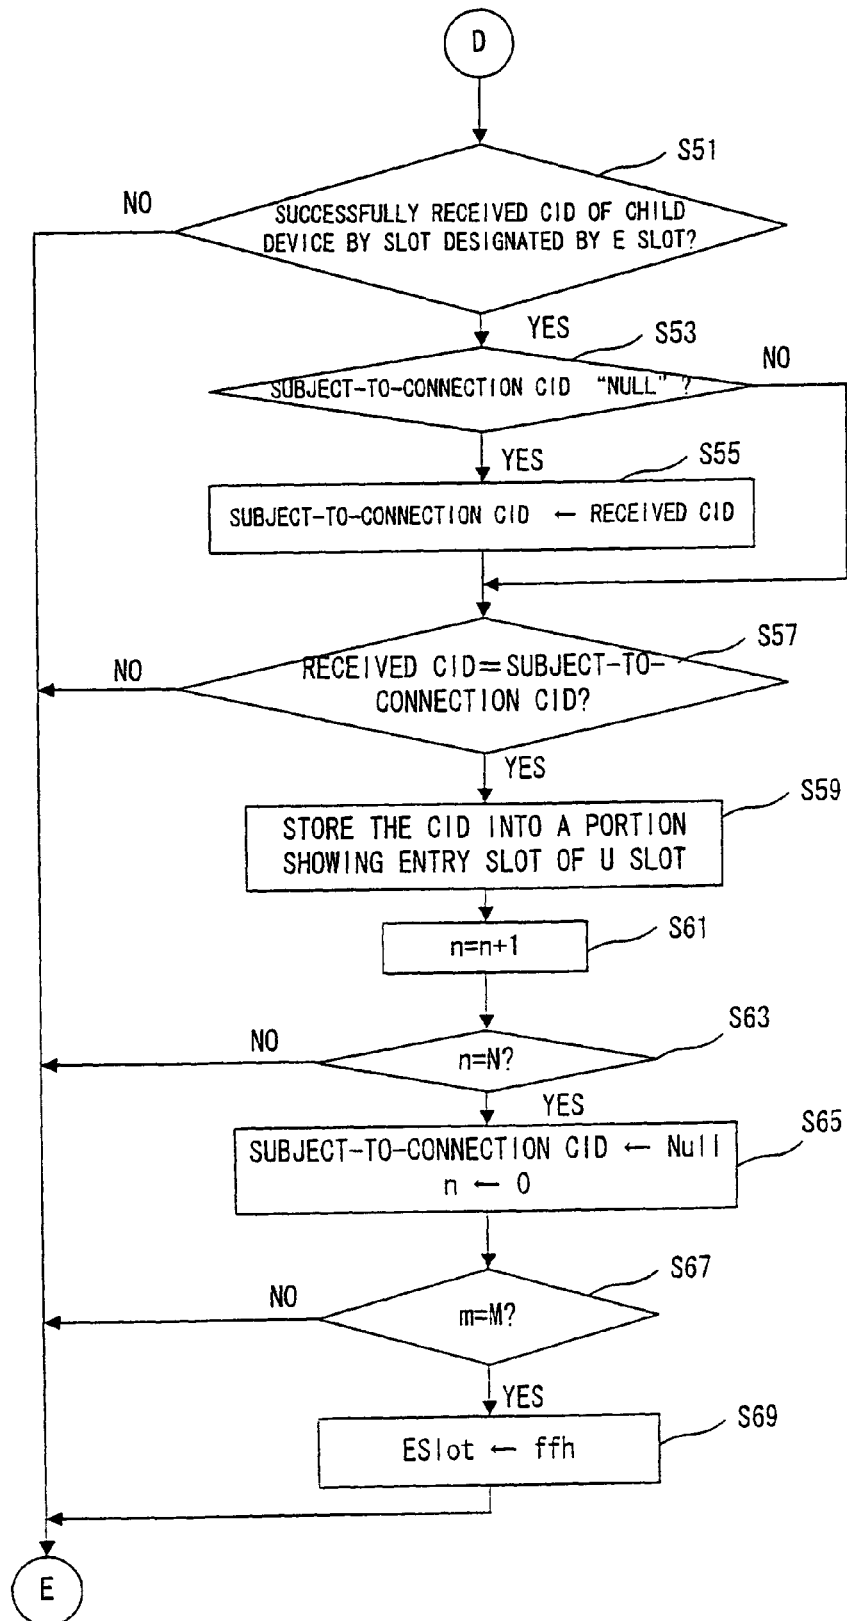 D
S51
NO
SUCCESSFULLY RECEIVED CID OF CHILD
DEVICE BY SLOT DESIGNATED BY E SLOT?
YES
S53
NO
SUBJECT-TO-CONNECTION CID "NULL" ?
YES
S55
SUBJECT-TO-CONNECTION CID ← RECEIVED CID
S57
NO
RECEIVED CID=SUBJECT-TO-
CONNECTION CID?
YES
S59
STORE THE CID INTO A PORTION
SHOWING ENTRY SLOT OF U SLOT
S61
n=n+1
S63
NO
n=N?
YES
S65
SUBJECT-TO-CONNECTION CID ← Null
n ← 0
S67
NO
m=M?
YES
S69
ESlot ← ffh
E